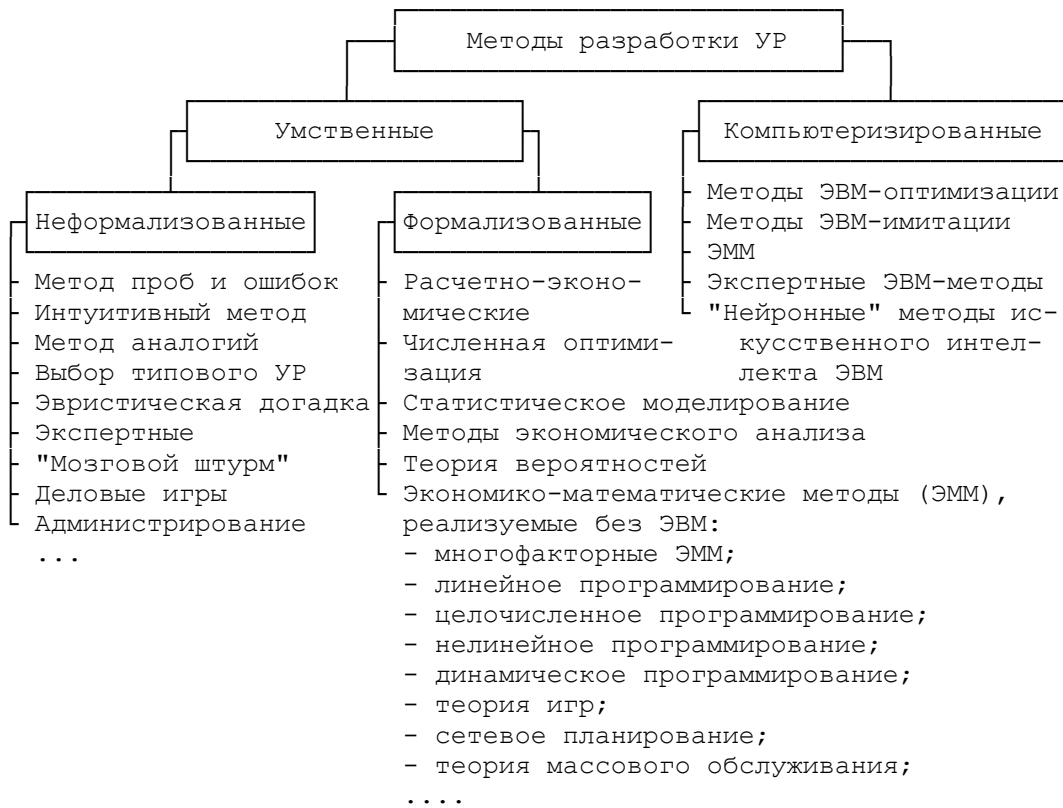 Методы разработки УР
Умственные
Компьютеризированные
Неформализованные
- Метод проб и ошибок
- Интуитивный метод
- Метод аналогий
- Выбор типового УР
- Эвристическая догадка
- Экспертные
- "Мозговой штурм"
- Деловые игры
- Администрирование
...
Формализованные
- Расчетно-эконо-
мические
- Численная оптими-
зация
- Статистическое моделирование
- Методы экономического анализа
- Теория вероятностей
- Экономико-математические методы (ЭММ),
реализуемые без ЭВМ:
- многофакторные ЭММ;
- линейное программирование;
- целочисленное программирование;
- нелинейное программирование;
- динамическое программирование;
- теория игр;
- сетевое планирование;
- теория массового обслуживания;
....
- Методы ЭВМ-оптимизации
- Методы ЭВМ-имитации
- ЭММ
- Экспертные ЭВМ-методы
- "Нейронные" методы ис-
кусственного интел-
лекта ЭВМ